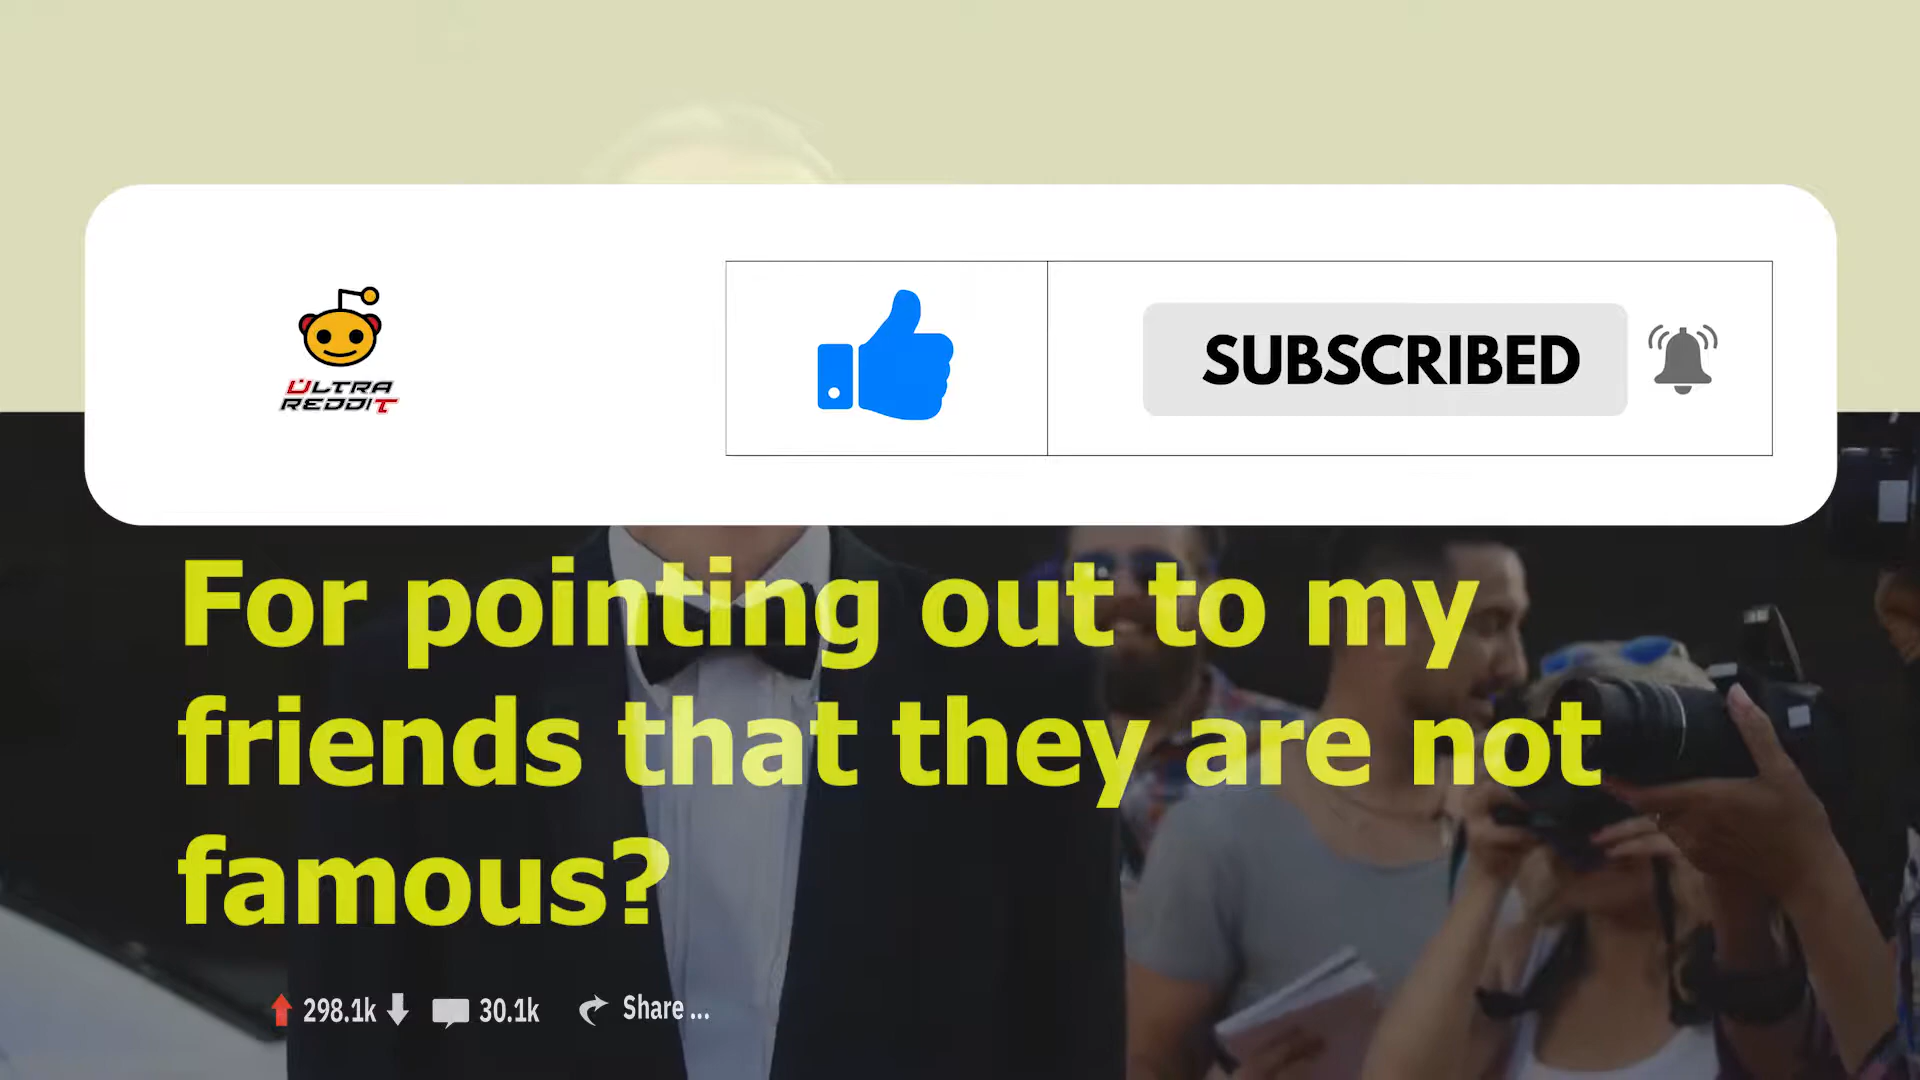 ULTRA
REDDIT
SUBSCRIBED
For pointing out to my
friends that they are not
famous?
298.1k 30.1k Share ...